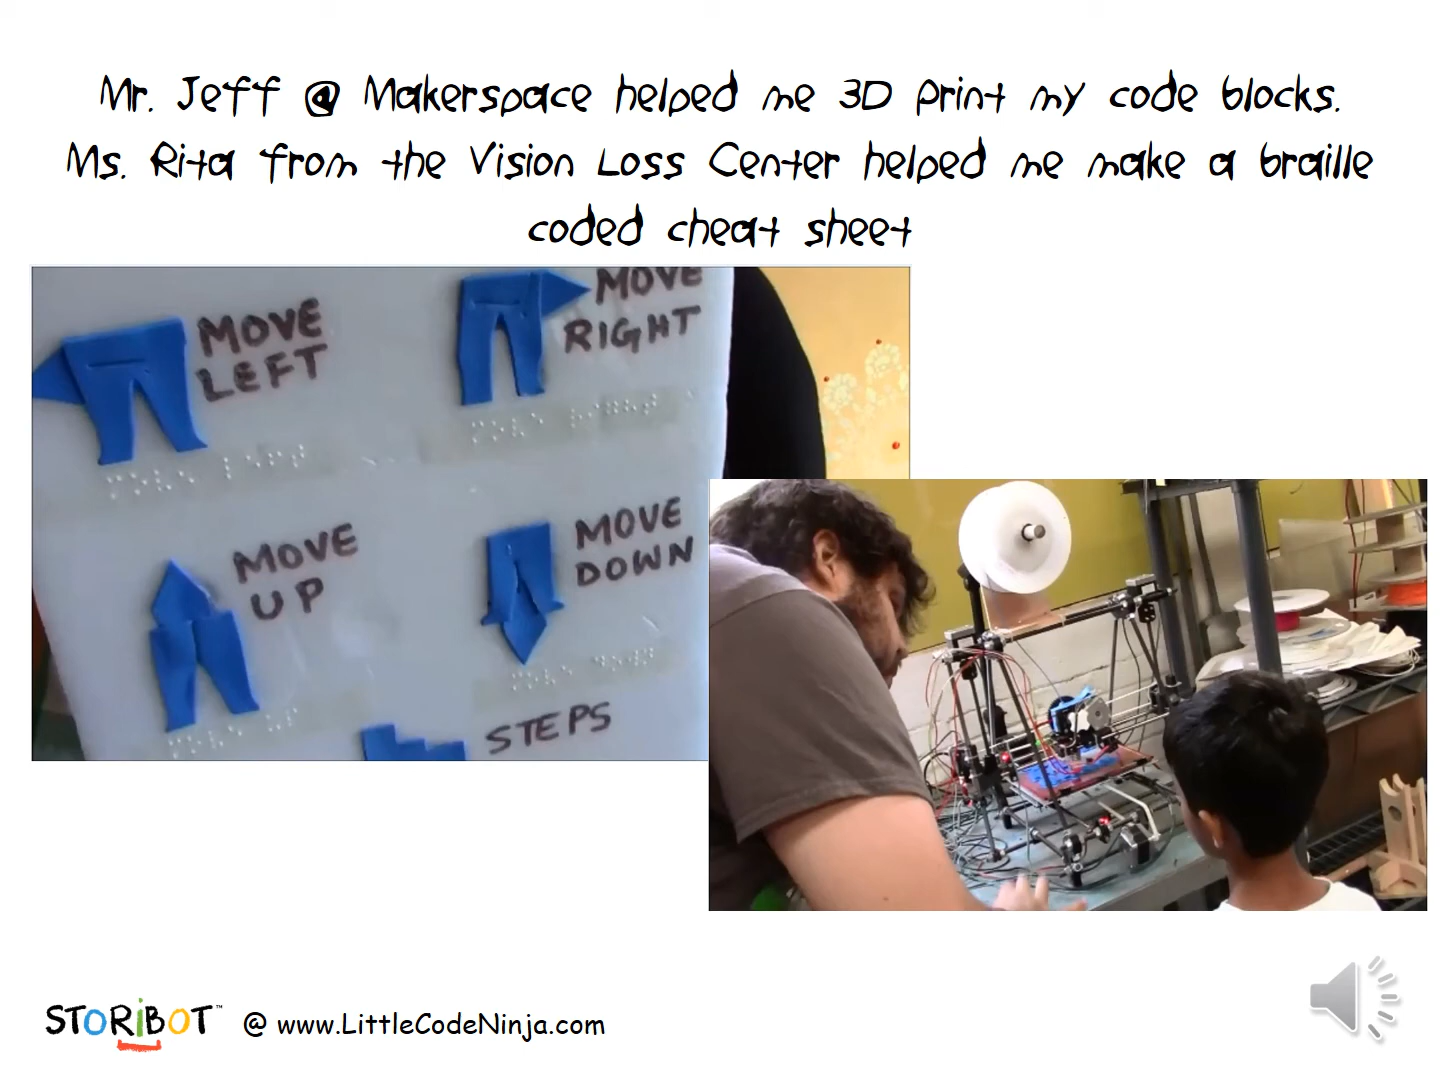 Mr. Jeff @ Makerspace helped me 3D print my code blocks.
Ms. Rita from the Vision Loss Center helped me make a braille
coded cheat sheet
MOVE
LEFT
MOVE
RIGHT
MOVE
UP
MOVE
DOWN
STEPS
STORiBOT™ @ www.LittleCodeNinja.com